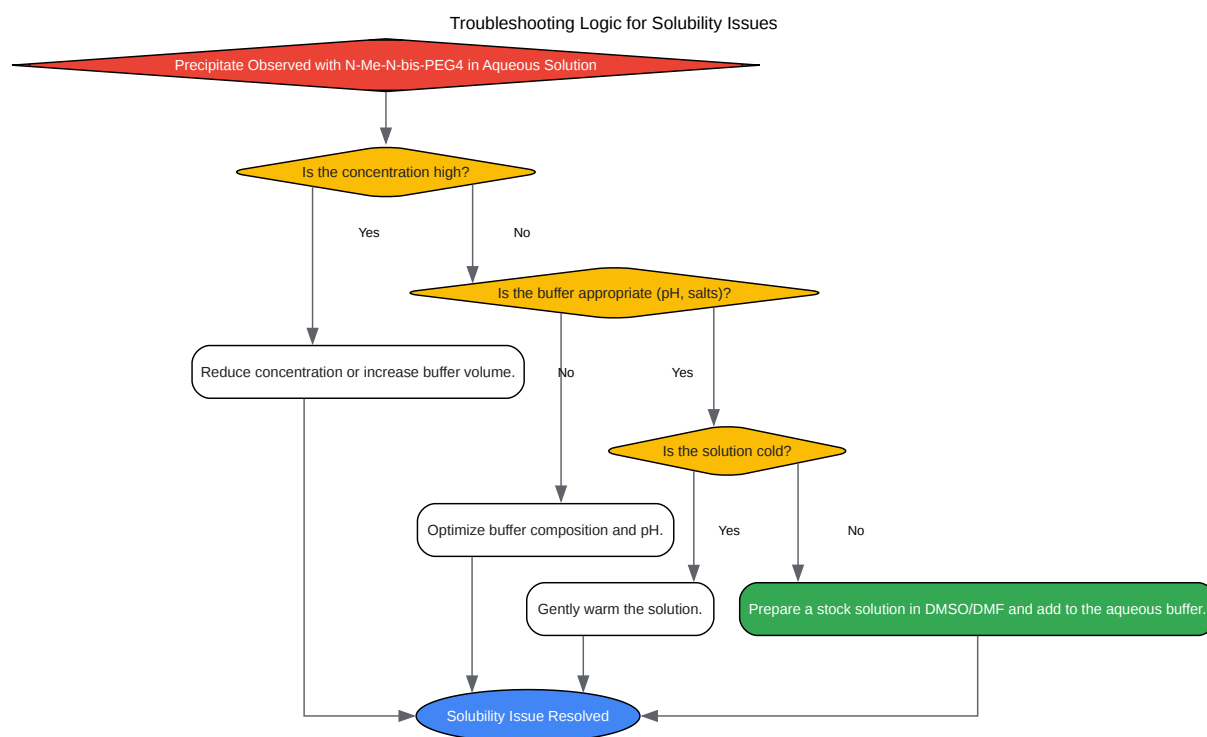 Troubleshooting Logic for Solubility Issues
Precipitate Observed with N-Me-N-bis-PEG4 in Aqueous Solution
Is the concentration high?
Yes
No
Is the buffer appropriate (pH, salts)?
Reduce concentration or increase buffer volume.
No
Yes
Is the solution cold?
Optimize buffer composition and pH.
Yes
No
Gently warm the solution.
Prepare a stock solution in DMSO/DMF and add to the aqueous buffer.
Solubility Issue Resolved